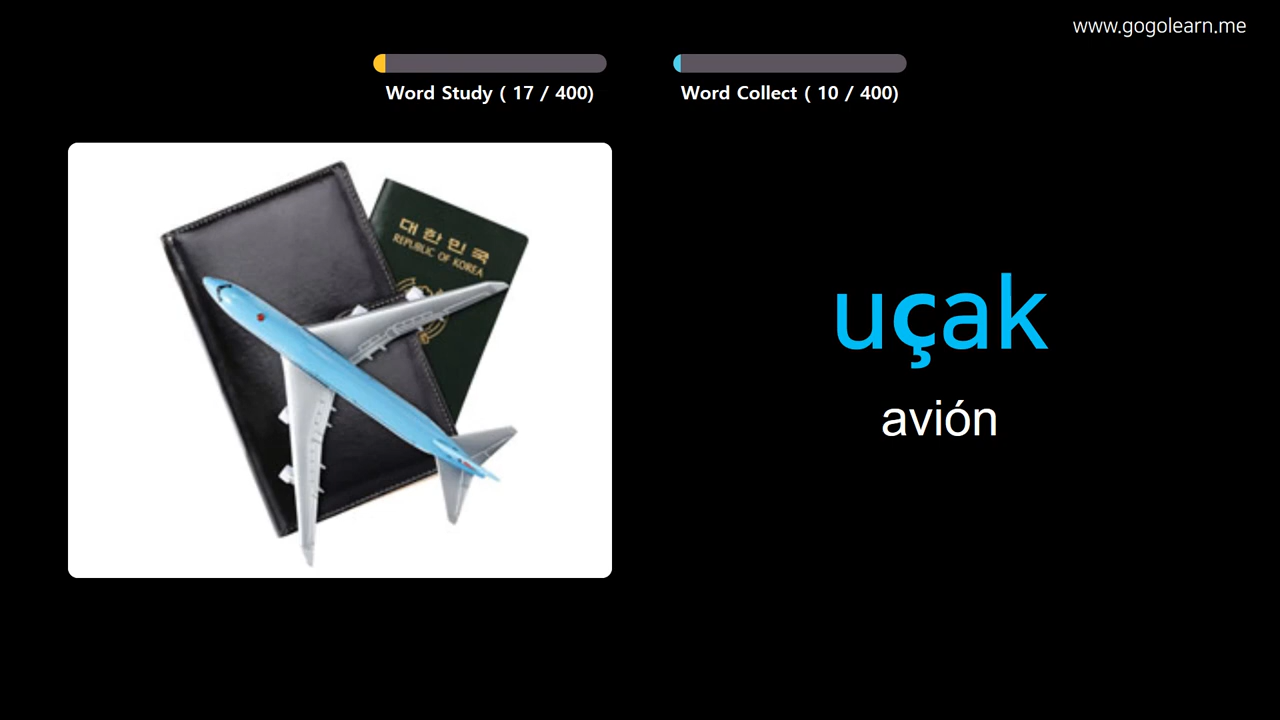 www.gogolearn.me
Word Study ( 17 / 400)
Word Collect ( 10 / 400)
대한민국
REPUBLIC OF KOREA
uçak
avión